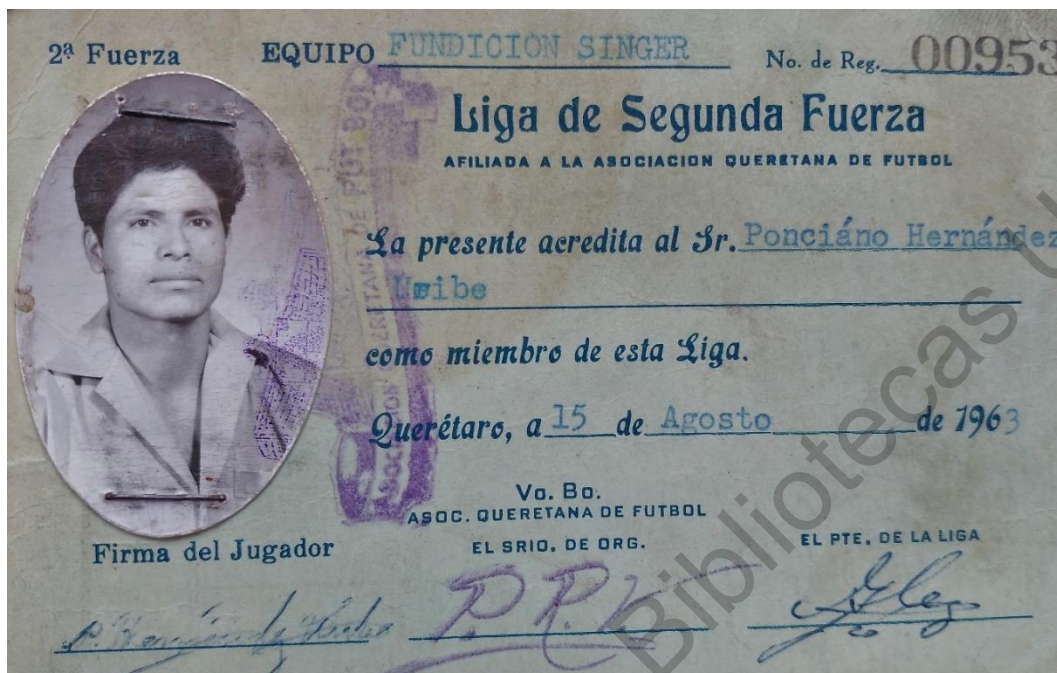 2ª Fuerza EQUIPO FUNDICION SINGER No. de Reg. 00953
Liga de Segunda Fuerza
AFILIADA A LA ASOCIACION QUERETANA DE FUTBOL
La presente acredita al Sr. Ponciáno Hernández
Uribe
como miembro de esta Liga.
Querétaro, a 15 de Agosto de 1963
Vo. Bo.
ASOC. QUERETANA DE FUTBOL
Firma del Jugador EL SRIO. DE ORG. EL PTE. DE LA LIGA
P. R. V.
Bibliotecas U